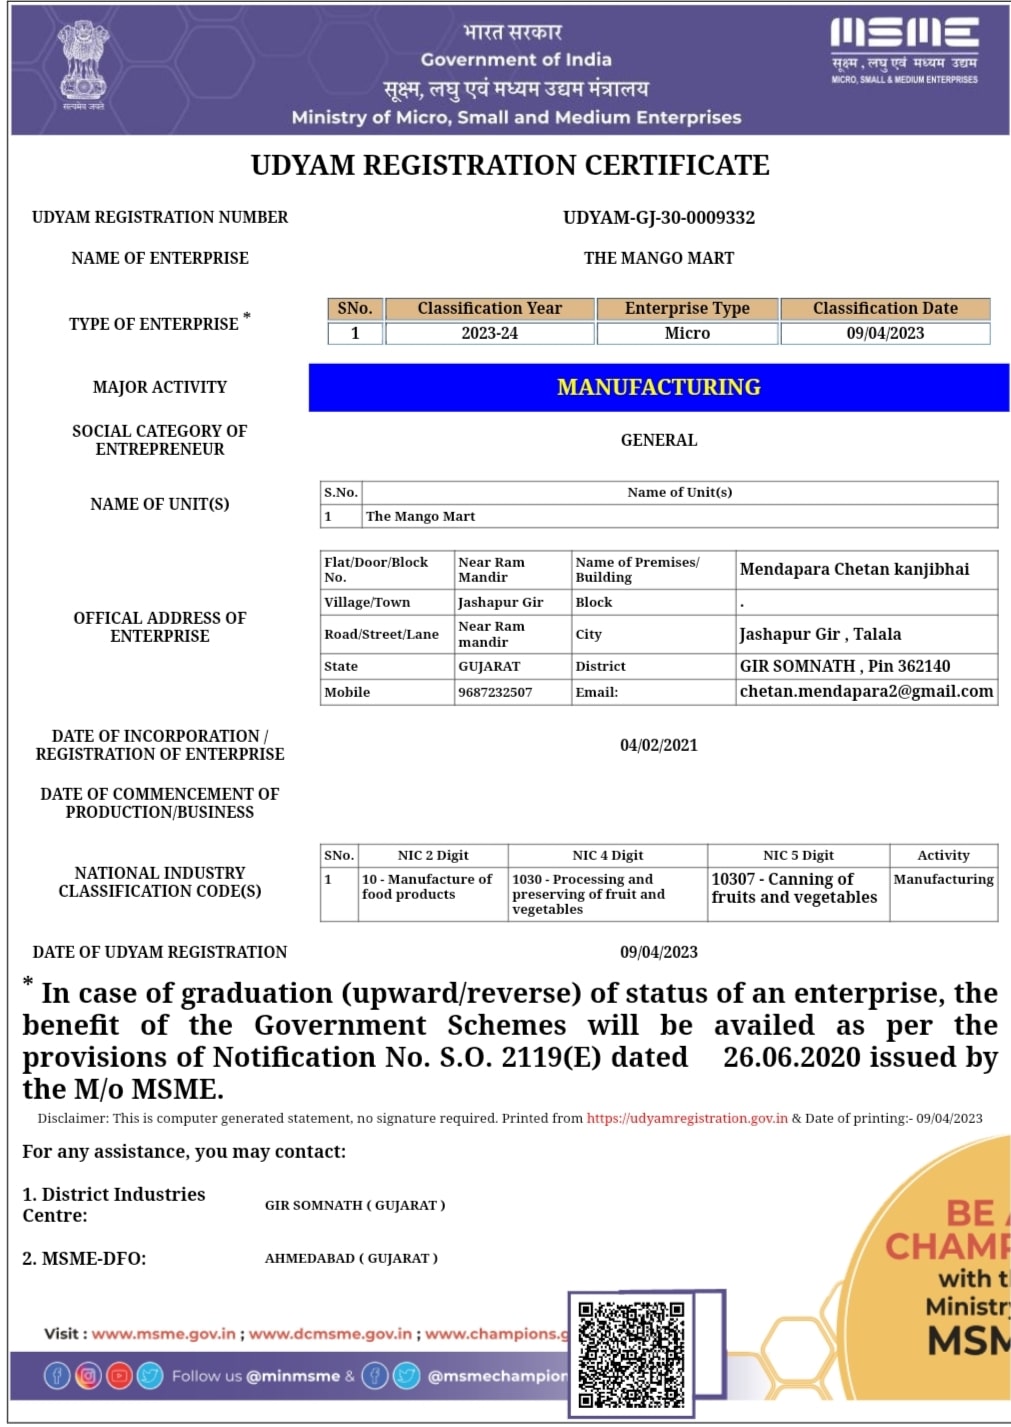 भारत सरकार
Government of India
सूक्ष्म, लघु एवं मध्यम उद्यम मंत्रालय
Ministry of Micro, Small and Medium Enterprises
सत्यमेव जयते
MSME
सूक्ष्म, लघु एवं मध्यम उद्यम
MICRO, SMALL & MEDIUM ENTERPRISES
UDYAM REGISTRATION CERTIFICATE
UDYAM REGISTRATION NUMBER UDYAM-GJ-30-0009332
NAME OF ENTERPRISE THE MANGO MART
TYPE OF ENTERPRISE *
SNo. Classification Year Enterprise Type Classification Date
1 2023-24 Micro 09/04/2023
MAJOR ACTIVITY MANUFACTURING
SOCIAL CATEGORY OF
ENTREPRENEUR
GENERAL
NAME OF UNIT(S)
S.No. Name of Unit(s)
1 The Mango Mart
OFFICAL ADDRESS OF
ENTERPRISE
Flat/Door/Block
No.
Near Ram
Mandir
Name of Premises/
Building
Mendapara Chetan kanjibhai
Village/Town Jashapur Gir Block .
Road/Street/Lane
Near Ram
mandir
City Jashapur Gir , Talala
State GUJARAT District GIR SOMNATH , Pin 362140
Mobile 9687232507 Email: chetan.mendapara2@gmail.com
DATE OF INCORPORATION /
REGISTRATION OF ENTERPRISE
04/02/2021
DATE OF COMMENCEMENT OF
PRODUCTION/BUSINESS
NATIONAL INDUSTRY
CLASSIFICATION CODE(S)
SNo. NIC 2 Digit NIC 4 Digit NIC 5 Digit Activity
1
10 - Manufacture of
food products
1030 - Processing and
preserving of fruit and
vegetables
10307 - Canning of
fruits and vegetables
Manufacturing
DATE OF UDYAM REGISTRATION 09/04/2023
* In case of graduation (upward/reverse) of status of an enterprise, the
benefit of the Government Schemes will be availed as per the
provisions of Notification No. S.O. 2119(E) dated 26.06.2020 issued by
the M/o MSME.
Disclaimer: This is computer generated statement, no signature required. Printed from https://udyamregistration.gov.in & Date of printing:- 09/04/2023
For any assistance, you may contact:
1. District Industries
Centre:
GIR SOMNATH ( GUJARAT )
2. MSME-DFO: AHMEDABAD ( GUJARAT )
BE
with
MSM
Visit : www.msme.gov.in ; www.dcmsme.gov.in ; www.champions.g
Follow us @minmsme & @msmechampion